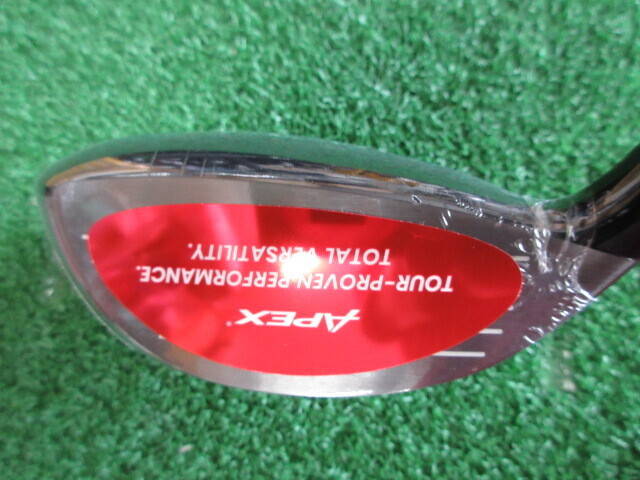 APEX®
TOUR-PROVEN PERFORMANCE.
TOTAL VERSATILITY.